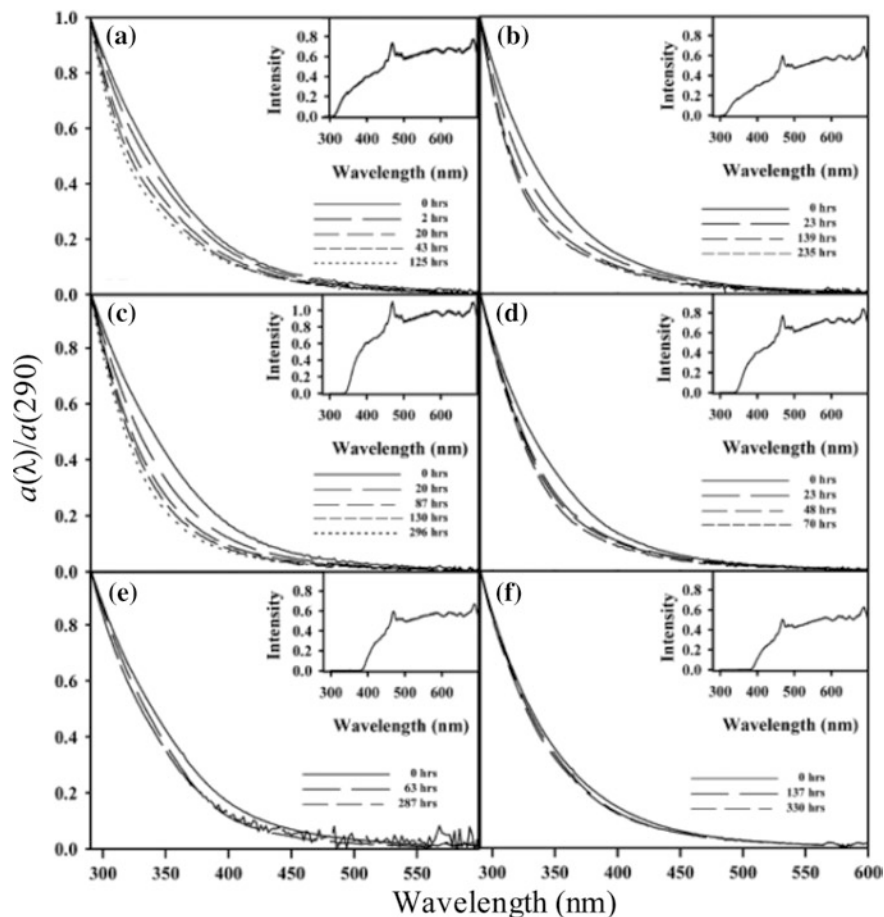 a(λ)/a(290)
1.0
0.8
0.6
0.4
0.2
0.0
(a)
Intensity
0.8
0.6
0.4
0.2
0.0
300 400 600
Wavelength (nm)
0 hrs
2 hrs
20 hrs
43 hrs
125 hrs
(b)
Intensity
0.8
0.6
0.4
0.2
0.0
300 400 600
Wavelength (nm)
0 hrs
23 hrs
139 hrs
235 hrs
0.8
0.6
0.4
0.2
0.0
(c)
Intensity
1.0
0.8
0.6
0.4
0.2
0.0
300 400 600
Wavelength (nm)
0 hrs
20 hrs
87 hrs
130 hrs
296 hrs
(d)
Intensity
0.8
0.6
0.4
0.2
0.0
300 400 600
Wavelength (nm)
0 hrs
23 hrs
48 hrs
70 hrs
0.8
0.6
0.4
0.2
0.0
(e)
Intensity
0.8
0.6
0.4
0.2
0.0
300 400 600
Wavelength (nm)
0 hrs
63 hrs
287 hrs
(f)
Intensity
0.8
0.6
0.4
0.2
0.0
300 400 600
Wavelength (nm)
0 hrs
137 hrs
330 hrs
300 350 400 450 500 550
300 350 400 450 500 550 600
Wavelength (nm)